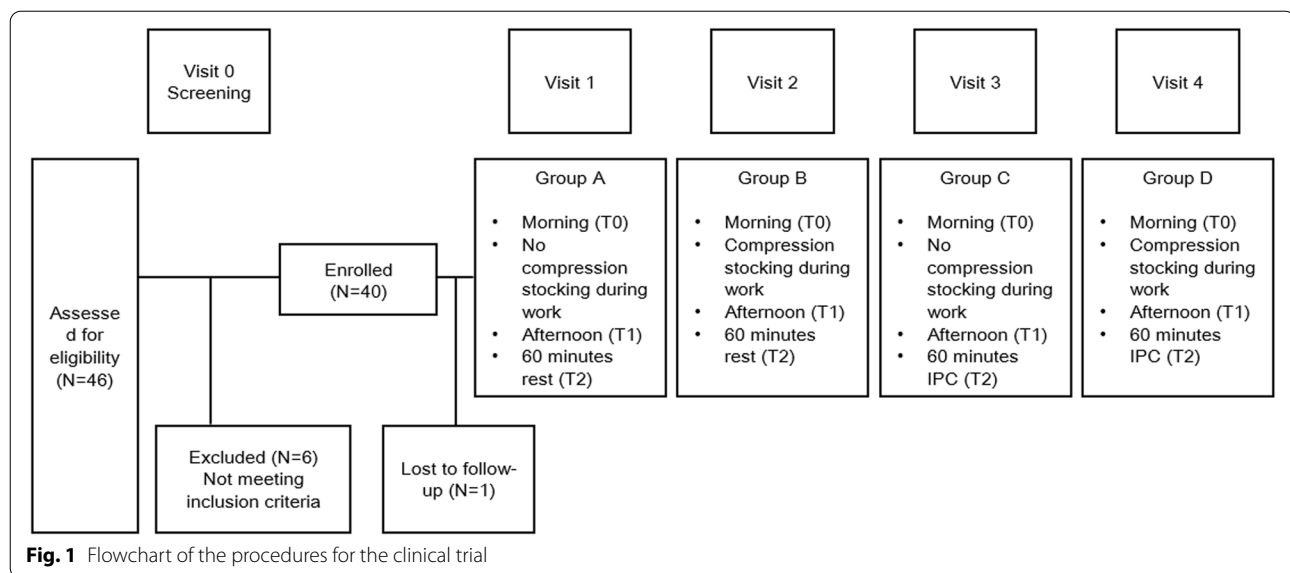 Visit 0
Screening
Visit 1
Visit 2
Visit 3
Visit 4
Assesse
d for
eligibility
(N=46)
Enrolled
(N=40)
Excluded (N=6)
Not meeting
inclusion criteria
Lost to follow-
up (N=1)
Group A
• Morning (T0)
• No
compression
stocking during
work
• Afternoon (T1)
• 60 minutes
rest (T2)
Group B
• Morning (T0)
• Compression
stocking during
work
• Afternoon (T1)
• 60 minutes
rest (T2)
Group C
• Morning (T0)
• No
compression
stocking during
work
• Afternoon (T1)
• 60 minutes
IPC (T2)
Group D
• Morning (T0)
• Compression
stocking during
work
• Afternoon (T1)
• 60 minutes
IPC (T2)
Fig. 1 Flowchart of the procedures for the clinical trial